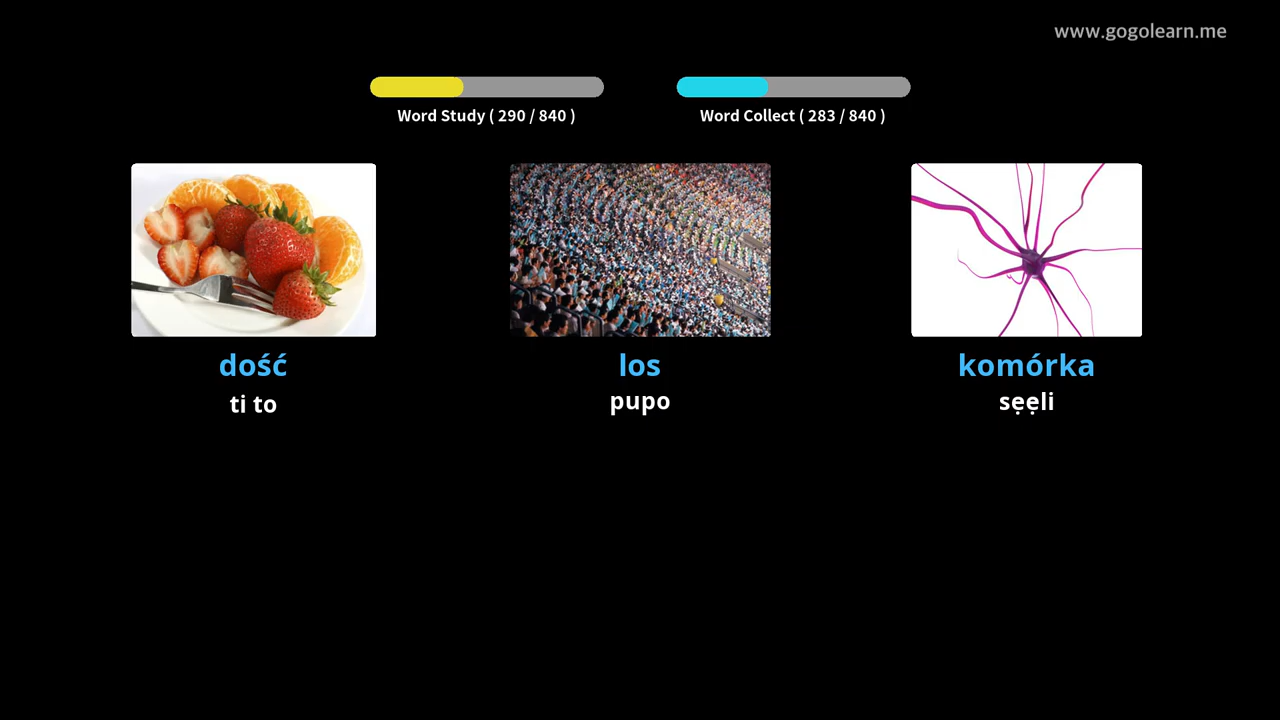 www.gogolearn.me
Word Study ( 290 / 840 )
Word Collect ( 283 / 840 )
dość
ti to
los
pupo
komórka
sẹẹli